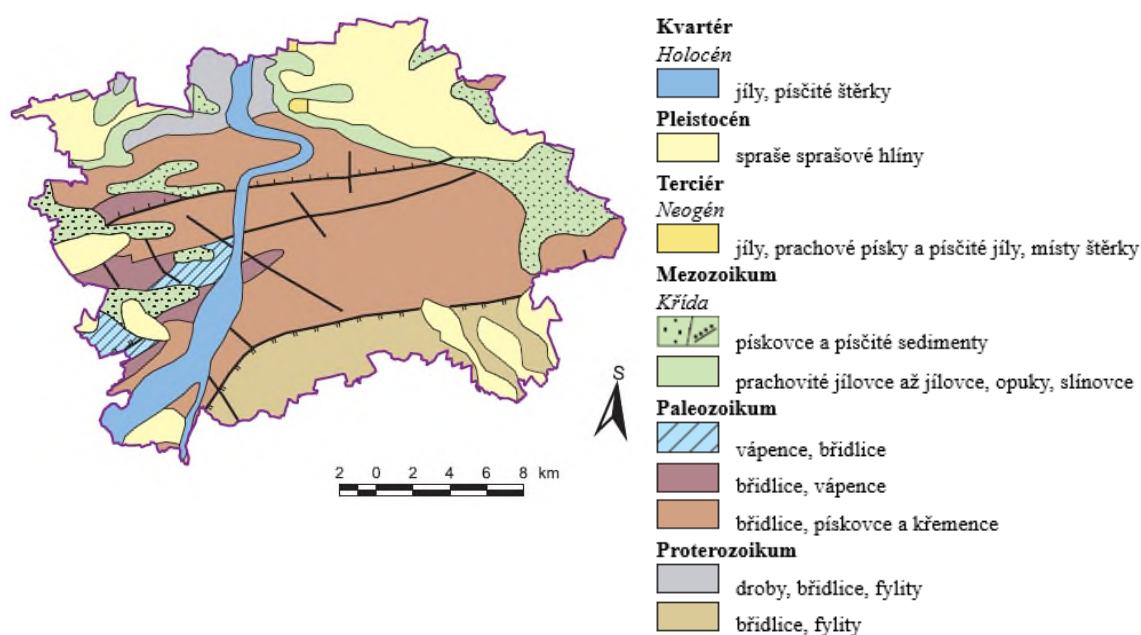 Kvartér
Holocén
jíly, písčité štěrky
Pleistocén
spraše sprašové hlíny
Terciér
Neogén
jíly, prachové písky a písčité jíly, místy štěrky
Mezozoikum
Křída
pískovce a písčité sedimenty
prachovité jílovce až jílovce, opuky, slínovce
Paleozoikum
vápence, břidlice
břidlice, vápence
břidlice, pískovce a křemence
Proterozoikum
droby, břidlice, fylity
břidlice, fylity
S
2 0 2 4 6 8 km